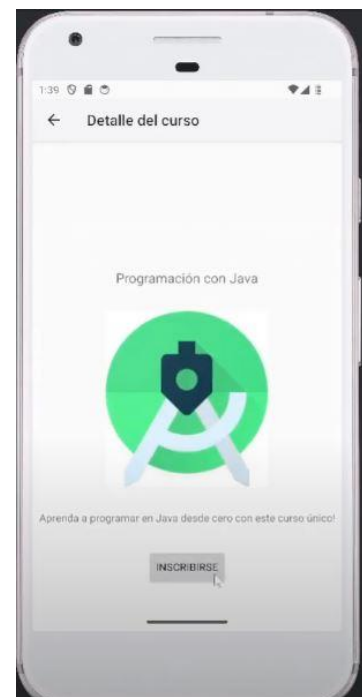 1:39
Detalle del curso
Programación con Java
Aprenda a programar en Java desde cero con este curso único!
INSCRIBIRSE